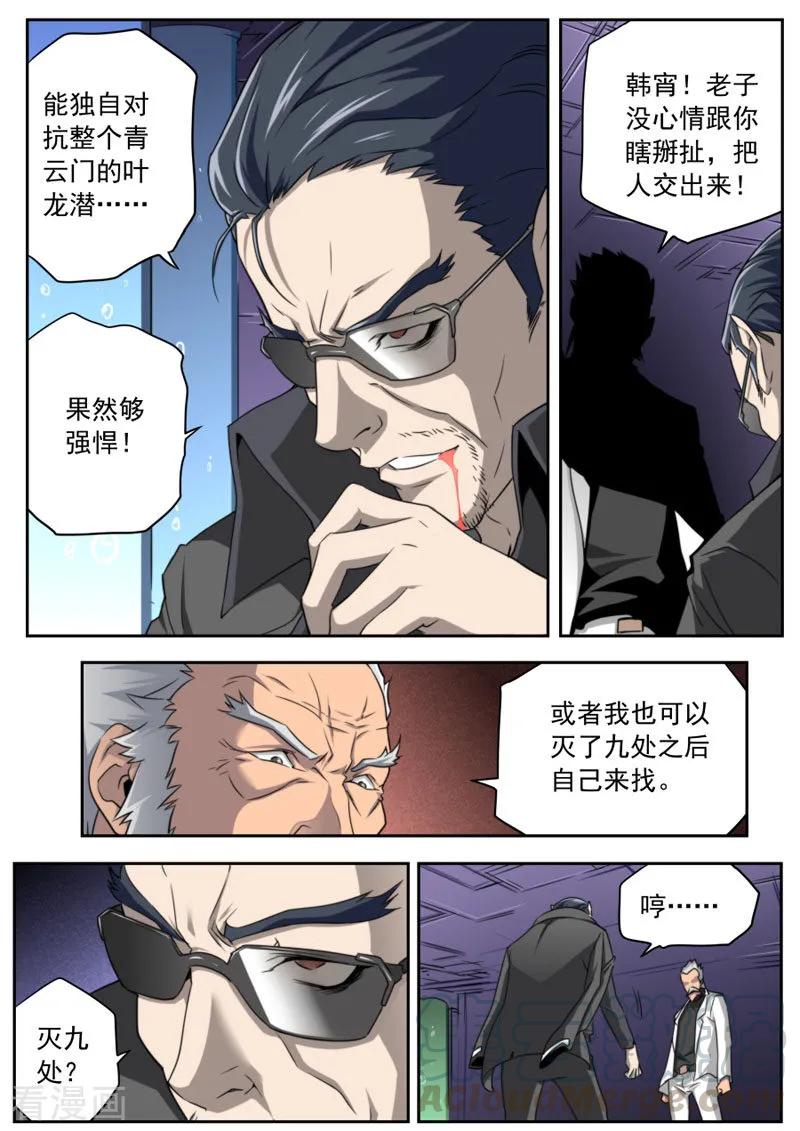 能独自对
抗整个青
云门的叶
龙潜……
果然够
强悍！
韩宵！老子
没心情跟你
瞎掰扯，把
人交出来！
或者我也可以
灭了九处之后
自己来找。
灭九
处？
哼……
看漫画
ACloudMerge.com